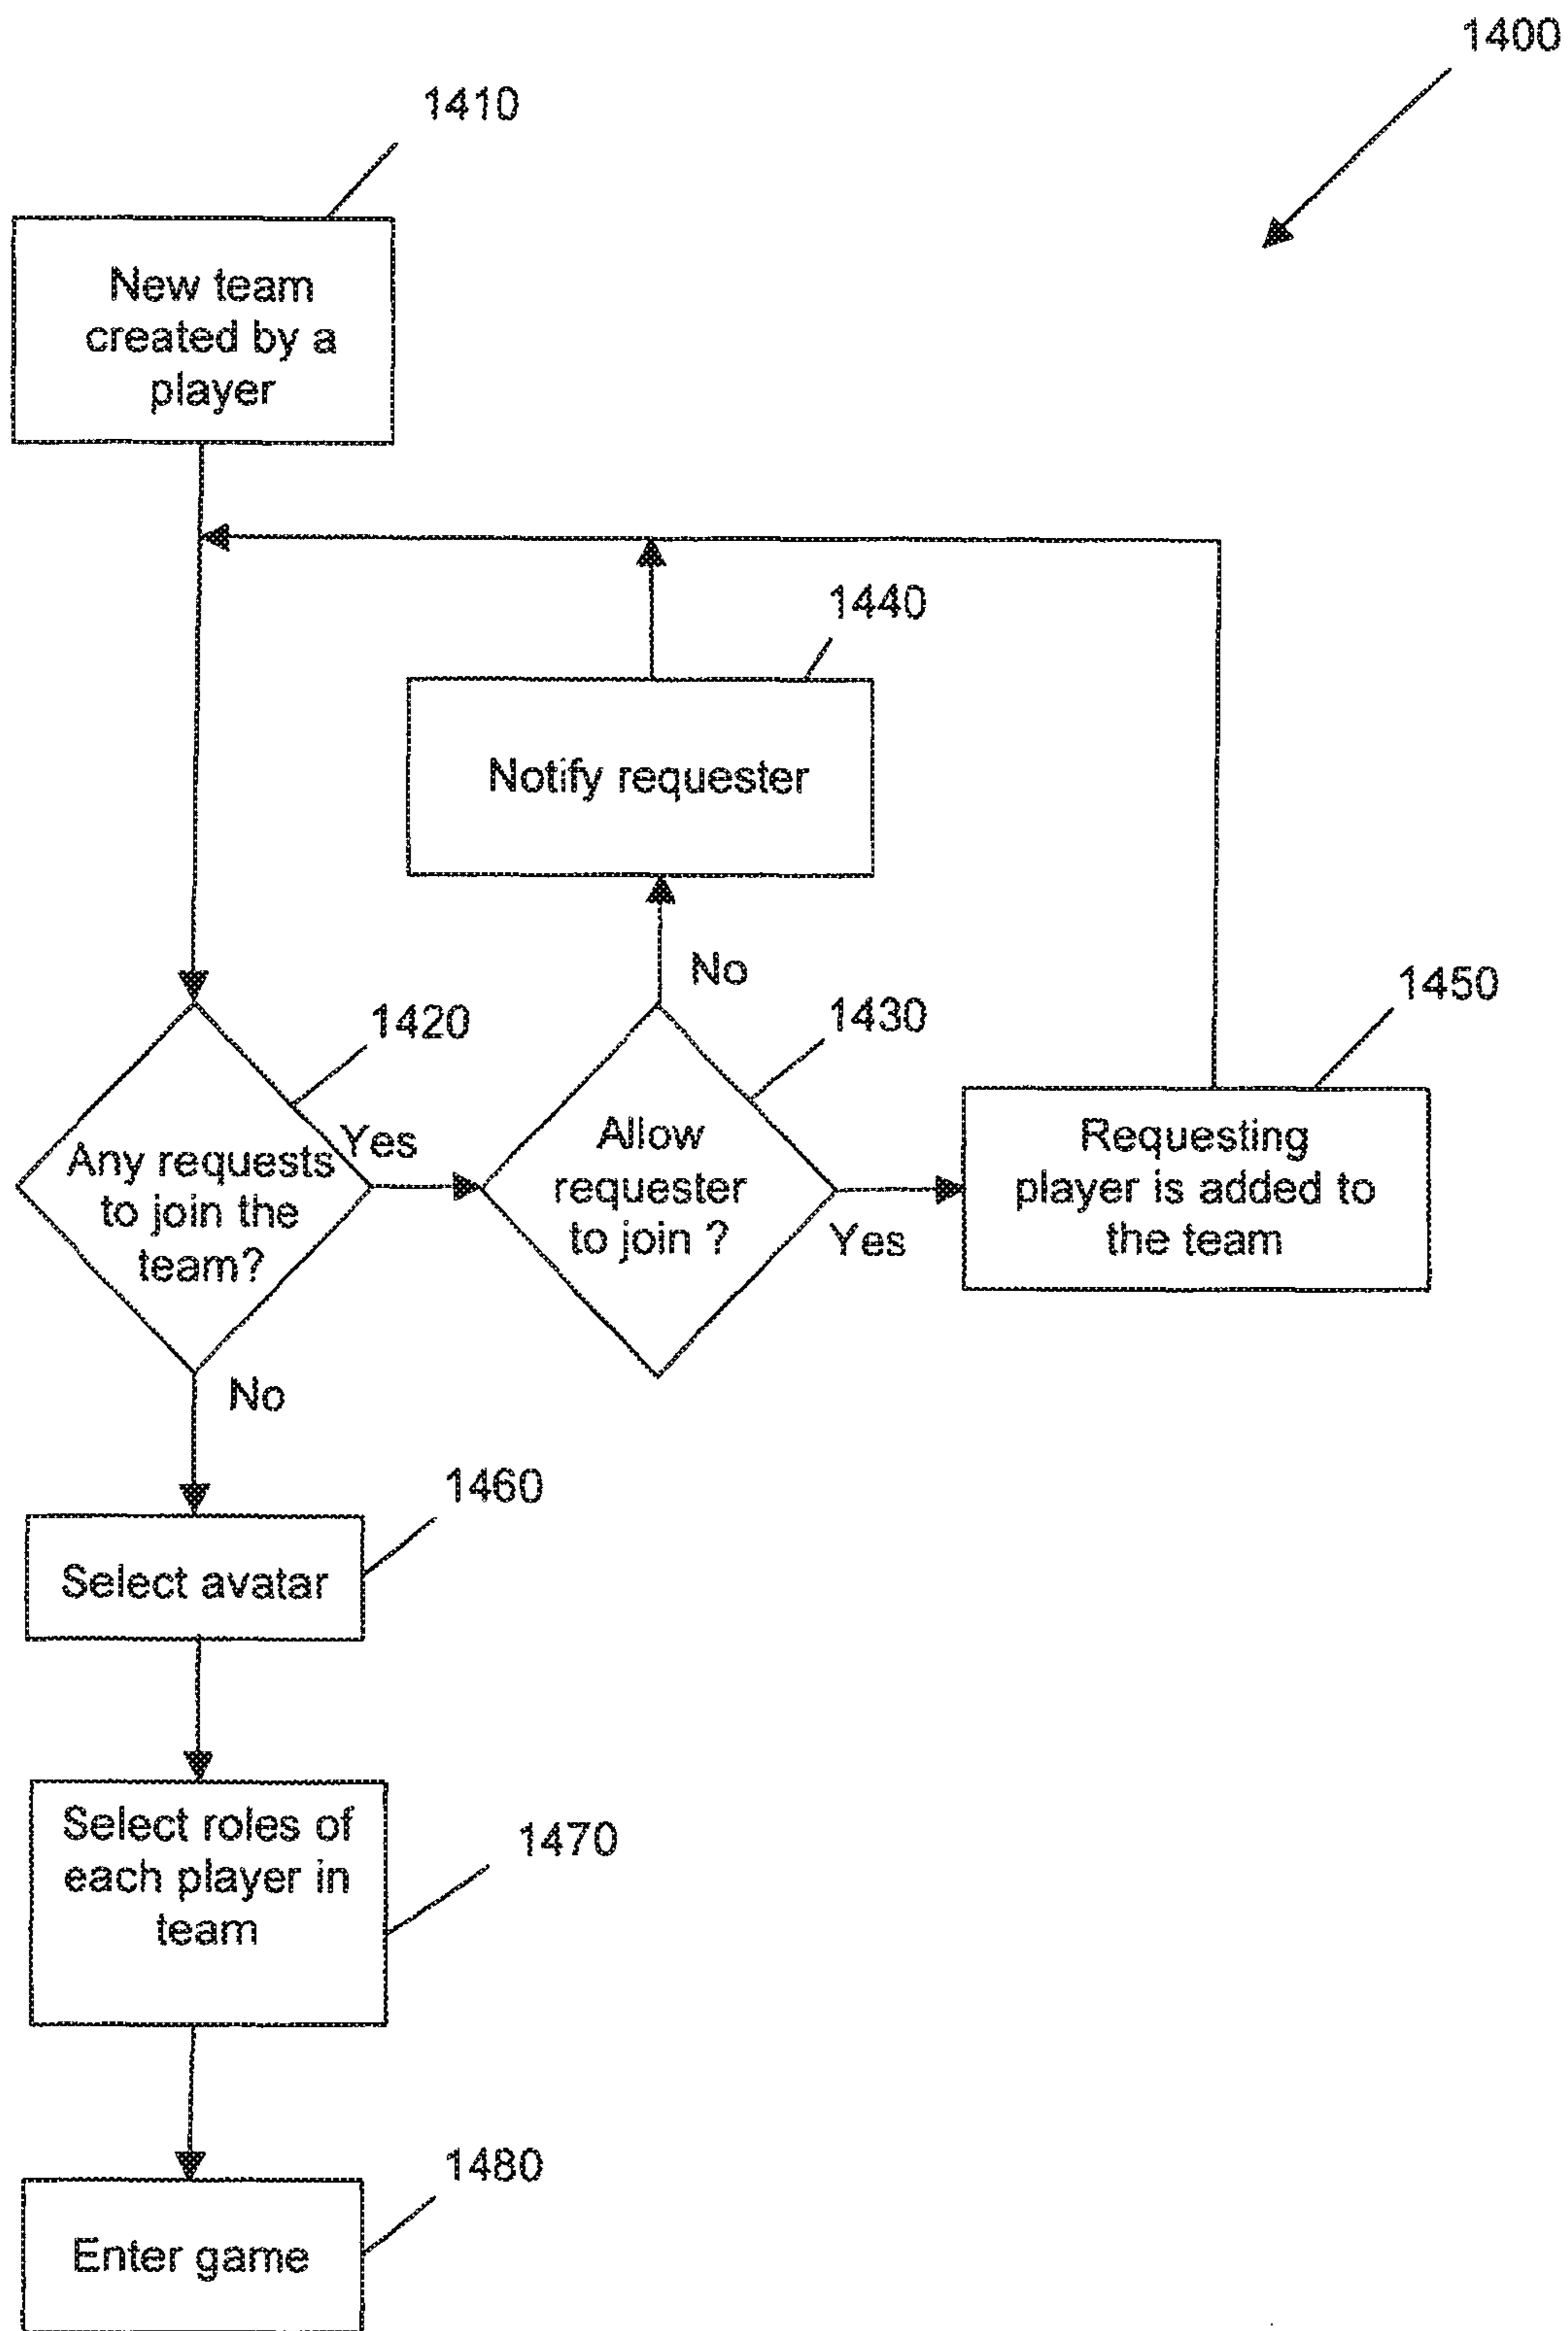 1400
1410
New team
created by a
player
1440
Notify requester
No
1420
1430
1450
Any requests
to join the
team?
Yes
Allow
requester
to join ?
Yes
Requesting
player is added to
the team
No
1460
Select avatar
1470
Select roles of
each player in
team
1480
Enter game